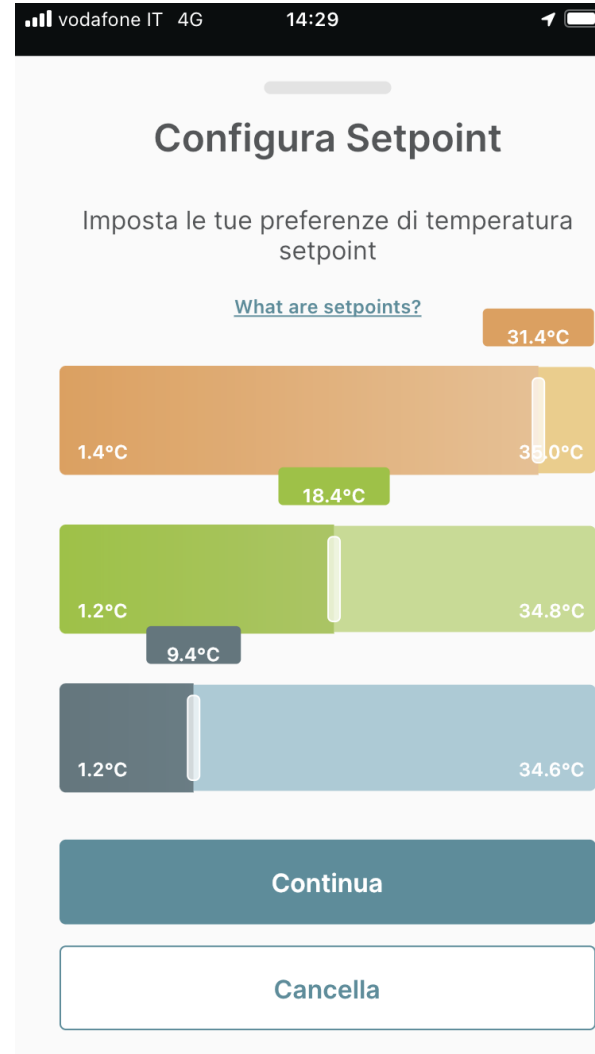 vodafone IT 4G 14:29
Configura Setpoint
Imposta le tue preferenze di temperatura
setpoint
What are setpoints?
31.4°C
1.4°C 35.0°C
18.4°C
1.2°C 34.8°C
9.4°C
1.2°C 34.6°C
Continua
Cancella